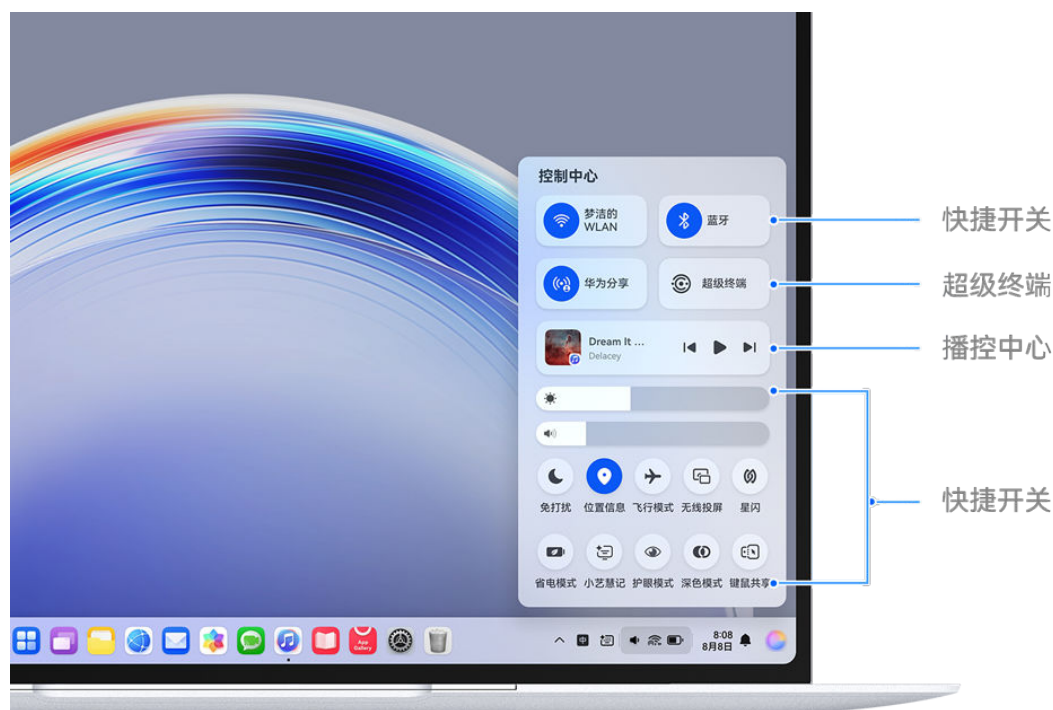 控制中心
梦洁的
WLAN
蓝牙
快捷开关
华为分享
超级终端
超级终端
Dream It ...
Delacey
播控中心
免打扰
位置信息
飞行模式
无线投屏
星闪
快捷开关
省电模式
小艺慧记
护眼模式
深色模式
键鼠共享
App
Gallery
中
8:08
8月8日